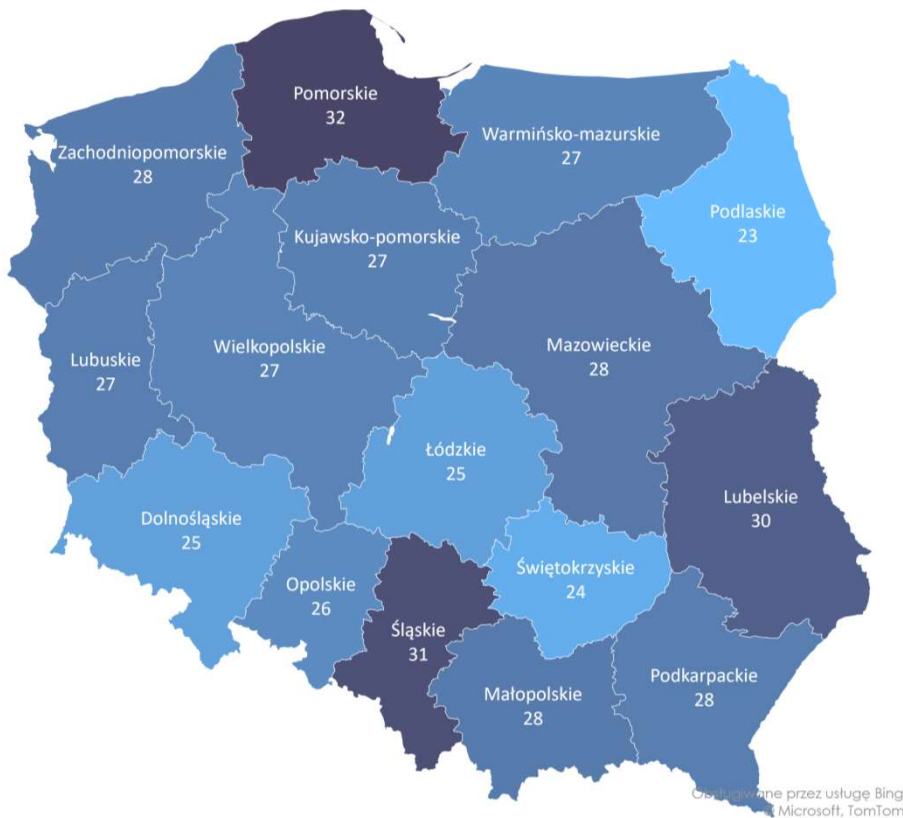 Pomorskie
32
Warmińsko-mazurskie
27
Zachodniopomorskie
28
Podlaskie
23
Kujawsko-pomorskie
27
Mazowieckie
28
Wielkopolskie
27
Lubuskie
27
Łódzkie
25
Lubelskie
30
Dolnośląskie
25
Świętokrzyskie
24
Opolskie
26
Śląskie
31
Podkarpackie
28
Małopolskie
28
Obsługiwane przez usługę Bing
© Microsoft, TomTom